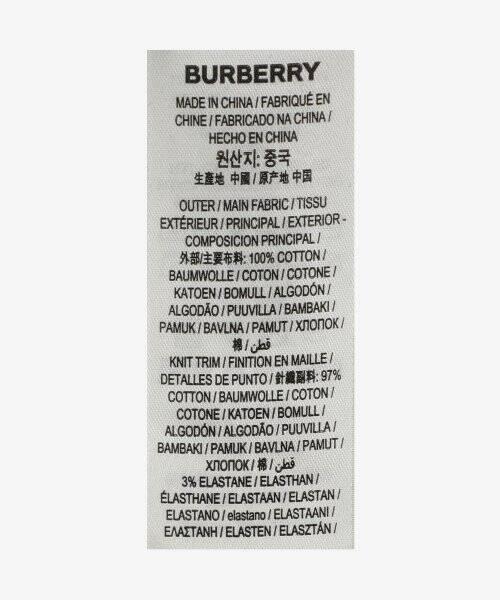 BURBERRY
MADE IN CHINA / FABRIQUÉ EN
CHINE / FABRICADO NA CHINA /
HECHO EN CHINA
원산지: 중국
生產地 中國 / 原产地 中国
OUTER / MAIN FABRIC / TISSU
EXTÉRIEUR / PRINCIPAL / EXTERIOR -
COMPOSICION PRINCIPAL /
外部/主要布料: 100% COTTON /
BAUMWOLLE / COTON / COTONE /
KATOEN / BOMULL / ALGODÓN /
ALGODÃO / PUUVILLA / BAMBAKI /
PAMUK / BAVLNA / PAMUT / ХЛОПОК /
棉 / قطن /
KNIT TRIM / FINITION EN MAILLE /
DETALLES DE PUNTO / 針織副料: 97%
COTTON / BAUMWOLLE / COTON /
COTONE / KATOEN / BOMULL /
ALGODÓN / ALGODÃO / PUUVILLA /
BAMBAKI / PAMUK / BAVLNA / PAMUT /
ХЛОПОК / 棉 / قطن /
3% ELASTANE / ELASTHAN /
ÉLASTHANE / ELASTAAN / ELASTAN /
ELASTANO / elastano / ELASTAANI /
ΕΛΑΣΤΑΝΗ / ELASTEN / ELASZTÁN /